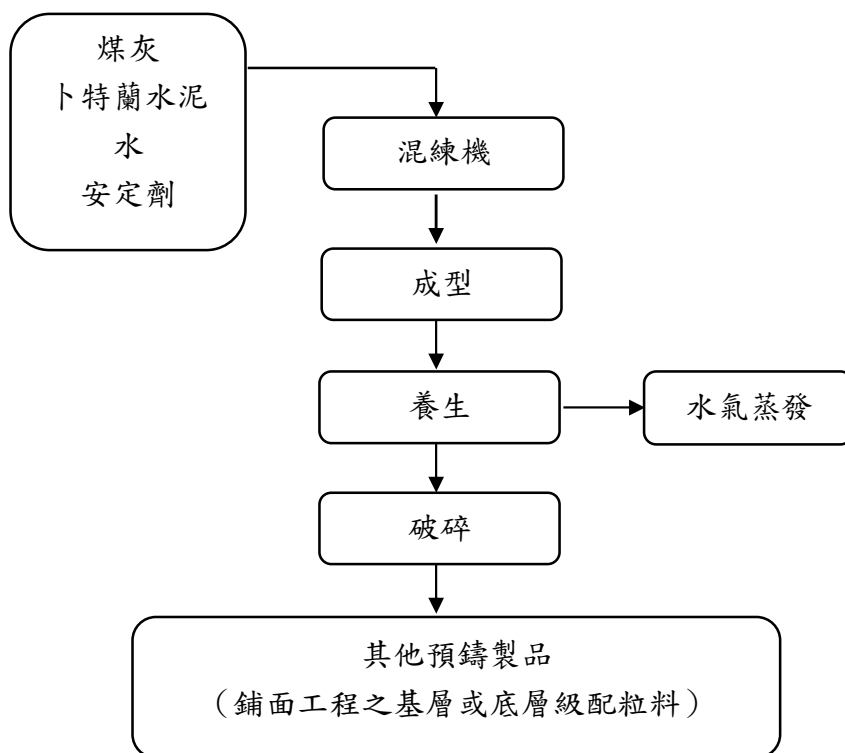 煤灰
卜特蘭水泥
水
安定劑
混練機
成型
養生
水氣蒸發
破碎
其他預鑄製品
（鋪面工程之基層或底層級配粒料）